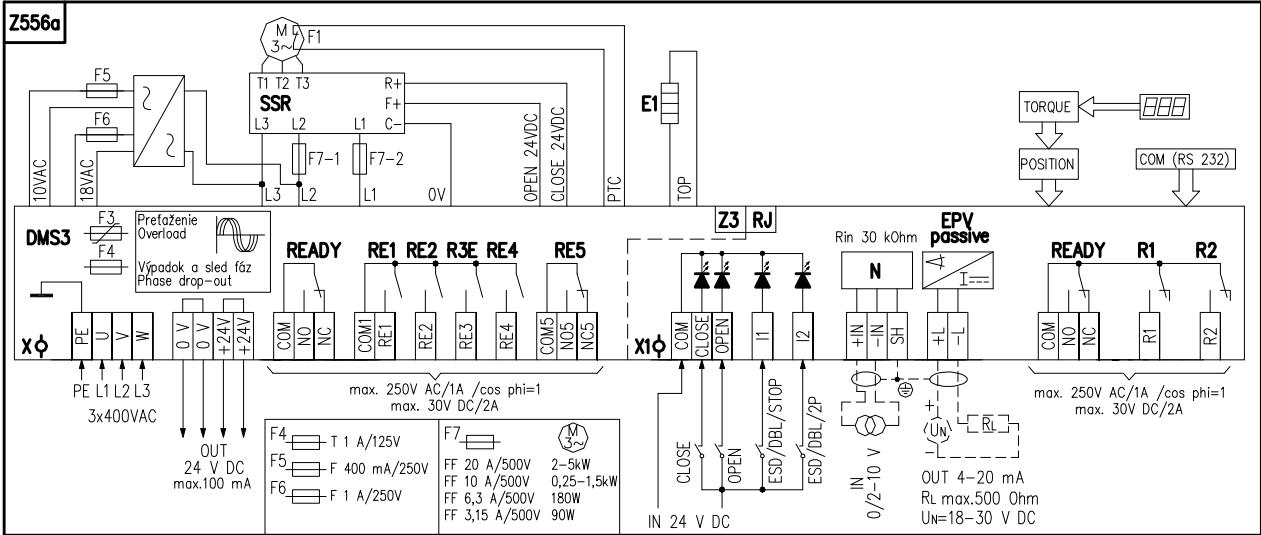 Z556a
M
3~
F1
F5
F6
T1 T2 T3
SSR
R+
F+
C-
L3 L2 L1
F7-1
F7-2
10VAC
18VAC
L3
L2
L1
0V
OPEN 24VDC
CLOSE 24VDC
PTC
E1
TOP
TORQUE
POSITION
COM (RS 232)
DMS3
F3
F4
Preťaženie
Overload
Výpadok a sled fáz
Phase drop-out
READY
RE1 RE2 R3E RE4
RE5
Z3 RJ
Rin 30 kOhm
N
EPV
passive
I
READY
R1
R2
X
PE
U
V
W
0 V
0 V
+24V
+24V
COM
NO
NC
COM1
RE1
RE2
RE3
RE4
COM5
NO5
NC5
X1
COM
CLOSE
OPEN
I1
I2
+IN
-IN
SH
+L
-L
COM
NO
NC
R1
R2
PE L1 L2 L3
3x400VAC
OUT
24 V DC
max.100 mA
max. 250V AC/1A /cos phi=1
max. 30V DC/2A
F4 T 1 A/125V
F5 F 400 mA/250V
F6 F 1 A/250V
F7
M
3~
FF 20 A/500V 2-5kW
FF 10 A/500V 0,25-1,5kW
FF 6,3 A/500V 180W
FF 3,15 A/500V 90W
CLOSE
OPEN
ESD/DBL/STOP
ESD/DBL/2P
IN 24 V DC
IN
0/2-10 V
+
UN
-
RL
OUT 4-20 mA
RL max.500 Ohm
UN=18-30 V DC
max. 250V AC/1A /cos phi=1
max. 30V DC/2A